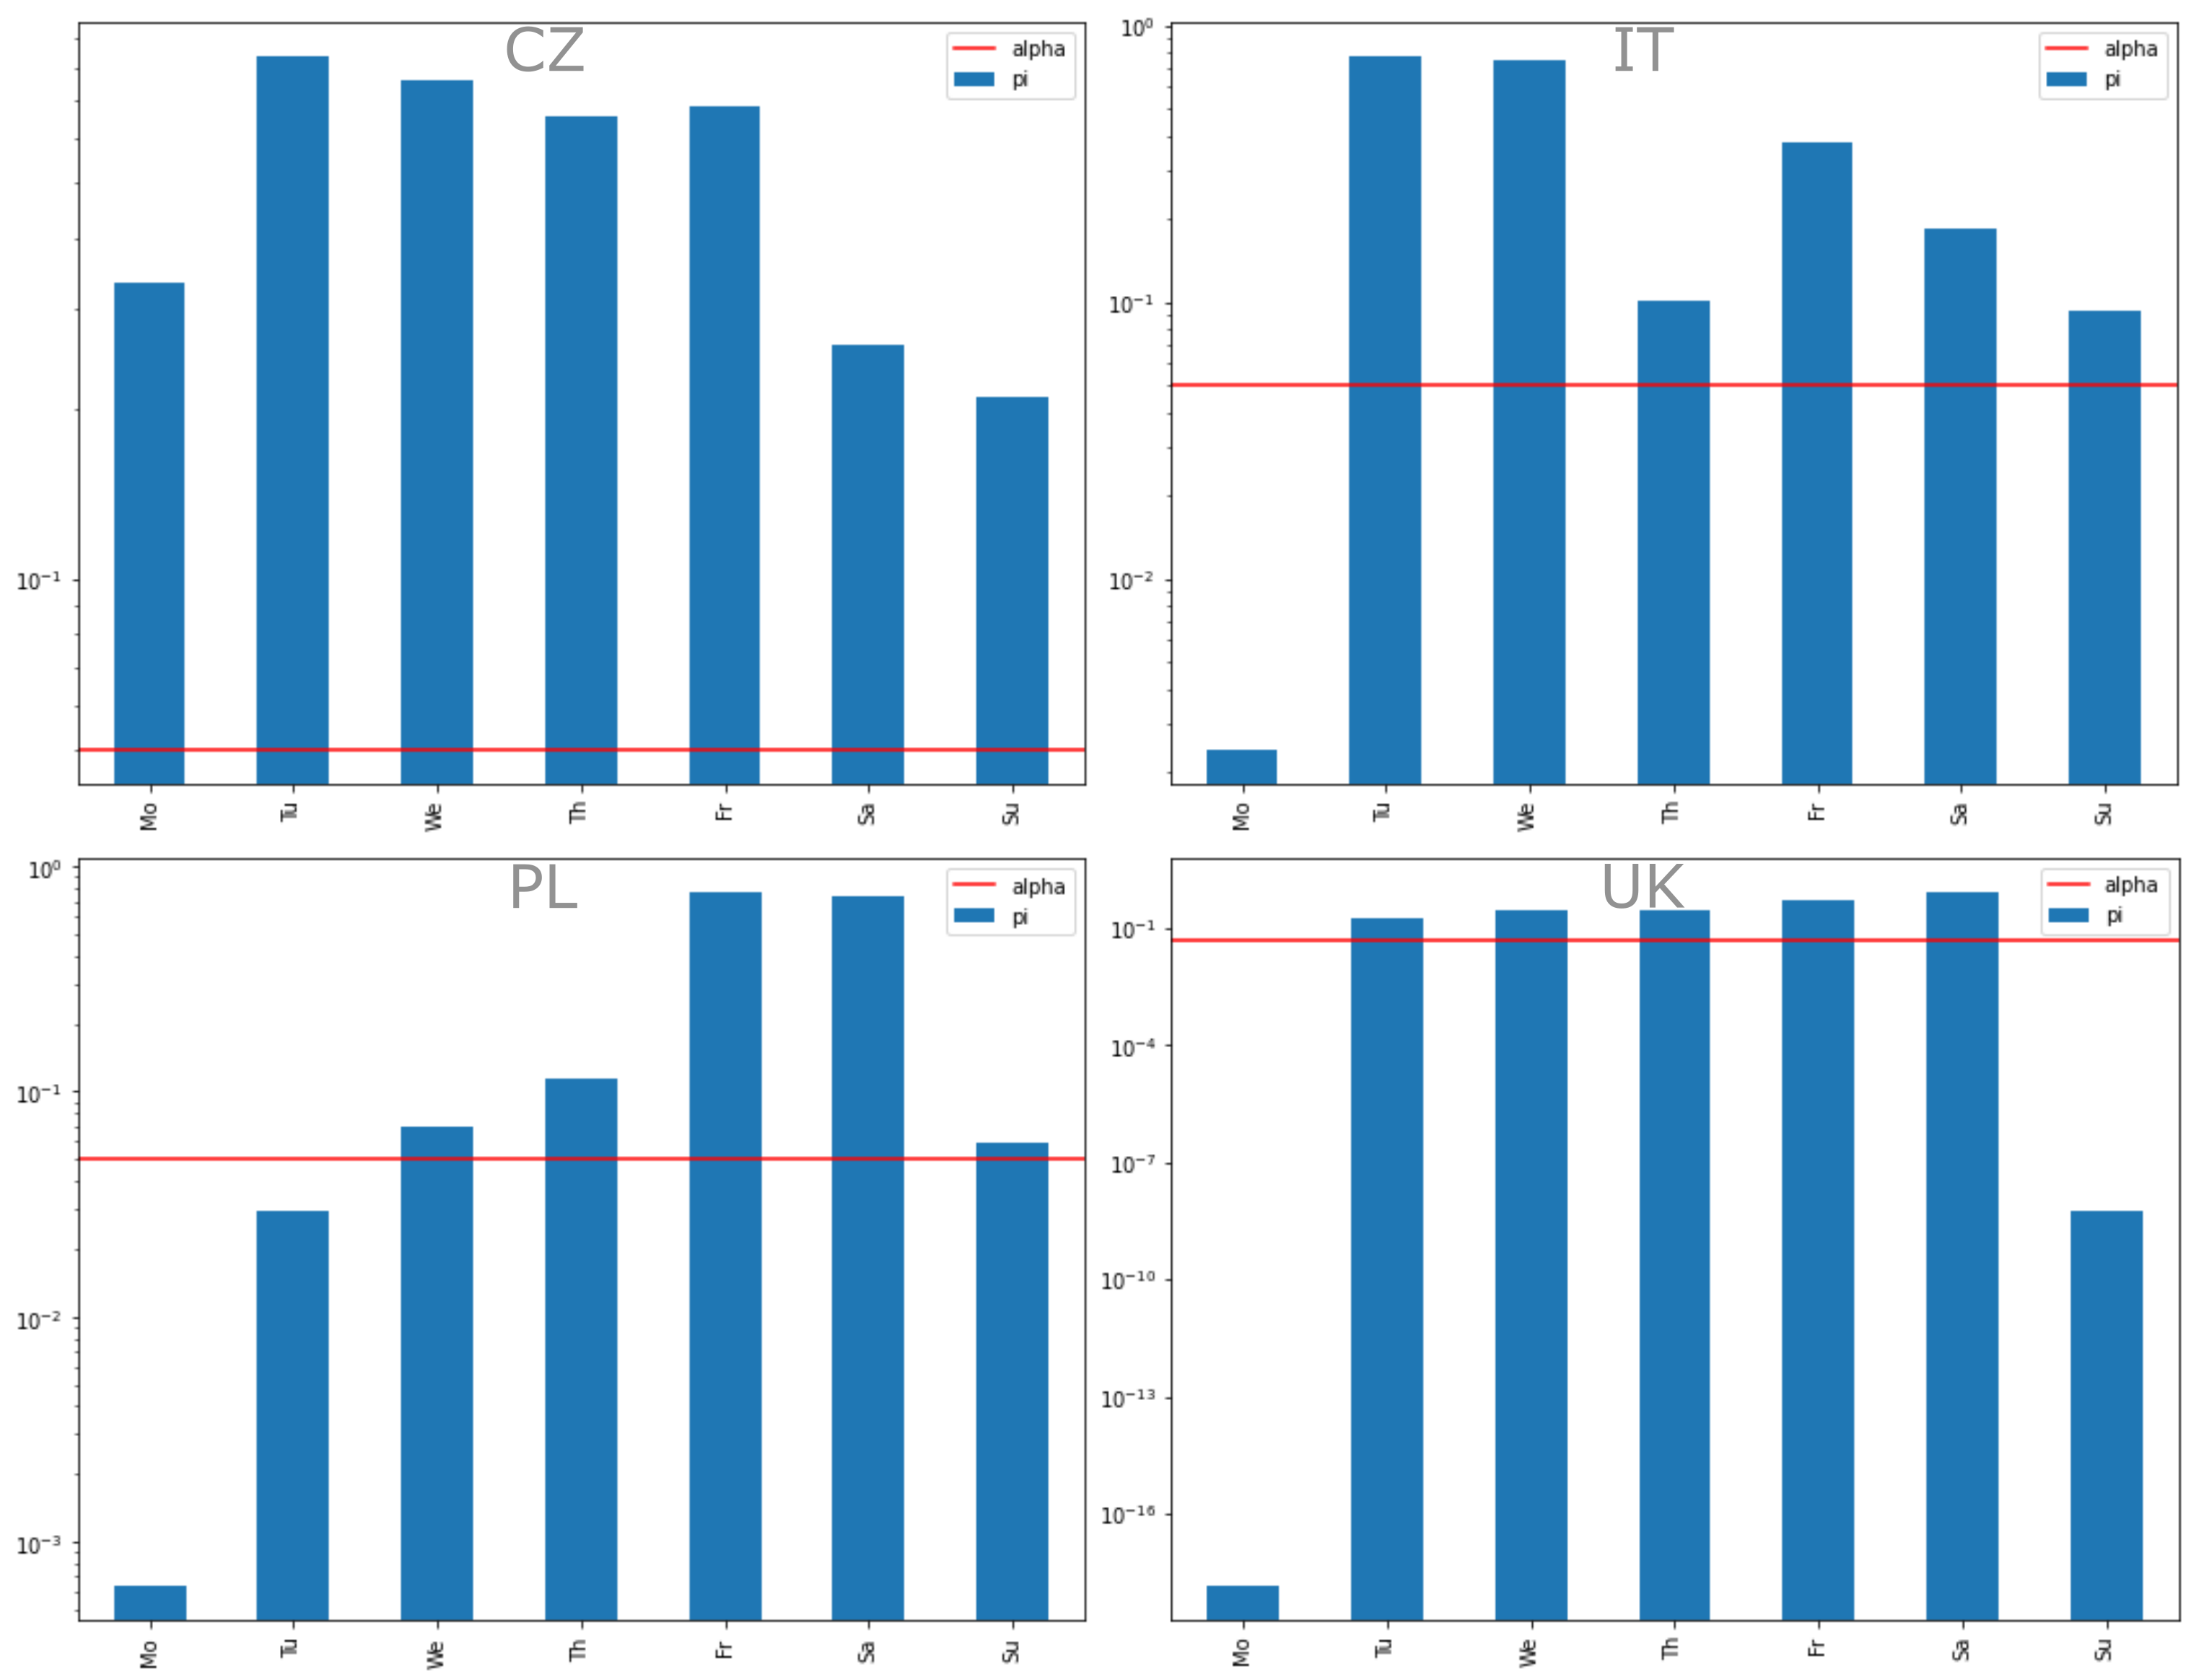 CZ
alpha
pi
10⁻¹
Mo
Tu
We
Th
Fr
Sa
Su
IT
alpha
pi
10⁰
10⁻¹
10⁻²
Mo
Tu
We
Th
Fr
Sa
Su
PL
alpha
pi
10⁰
10⁻¹
10⁻²
10⁻³
Mo
Tu
We
Th
Fr
Sa
Su
UK
alpha
pi
10⁻¹
10⁻⁴
10⁻⁷
10⁻¹⁰
10⁻¹³
10⁻¹⁶
Mo
Tu
We
Th
Fr
Sa
Su